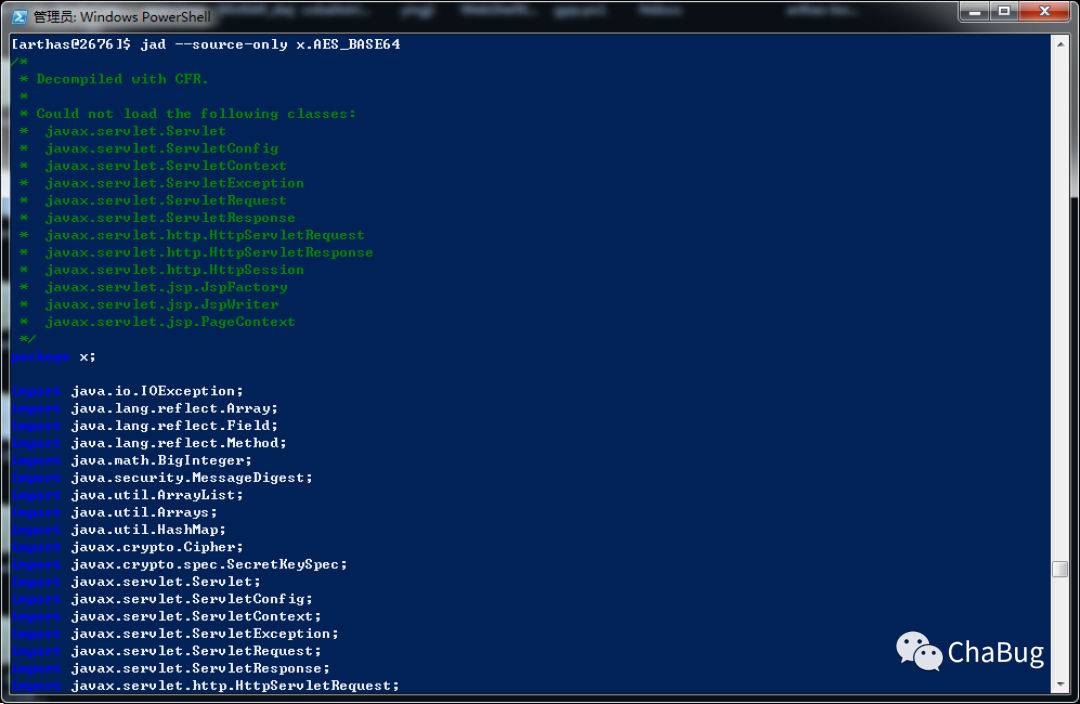 管理员: Windows PowerShell
[arthas@2676]$ jad --source-only x.AES_BASE64
/*
 * Decompiled with CFR.
 *
 * Could not load the following classes:
 *  javax.servlet.Servlet
 *  javax.servlet.ServletConfig
 *  javax.servlet.ServletContext
 *  javax.servlet.ServletException
 *  javax.servlet.ServletRequest
 *  javax.servlet.ServletResponse
 *  javax.servlet.http.HttpServletRequest
 *  javax.servlet.http.HttpServletResponse
 *  javax.servlet.http.HttpSession
 *  javax.servlet.jsp.JspFactory
 *  javax.servlet.jsp.JspWriter
 *  javax.servlet.jsp.PageContext
 */
package x;
import java.io.IOException;
import java.lang.reflect.Array;
import java.lang.reflect.Field;
import java.lang.reflect.Method;
import java.math.BigInteger;
import java.security.MessageDigest;
import java.util.ArrayList;
import java.util.Arrays;
import java.util.HashMap;
import javax.crypto.Cipher;
import javax.crypto.spec.SecretKeySpec;
import javax.servlet.Servlet;
import javax.servlet.ServletConfig;
import javax.servlet.ServletContext;
import javax.servlet.ServletException;
import javax.servlet.ServletRequest;
import javax.servlet.ServletResponse;
import javax.servlet.http.HttpServletRequest;
ChaBug